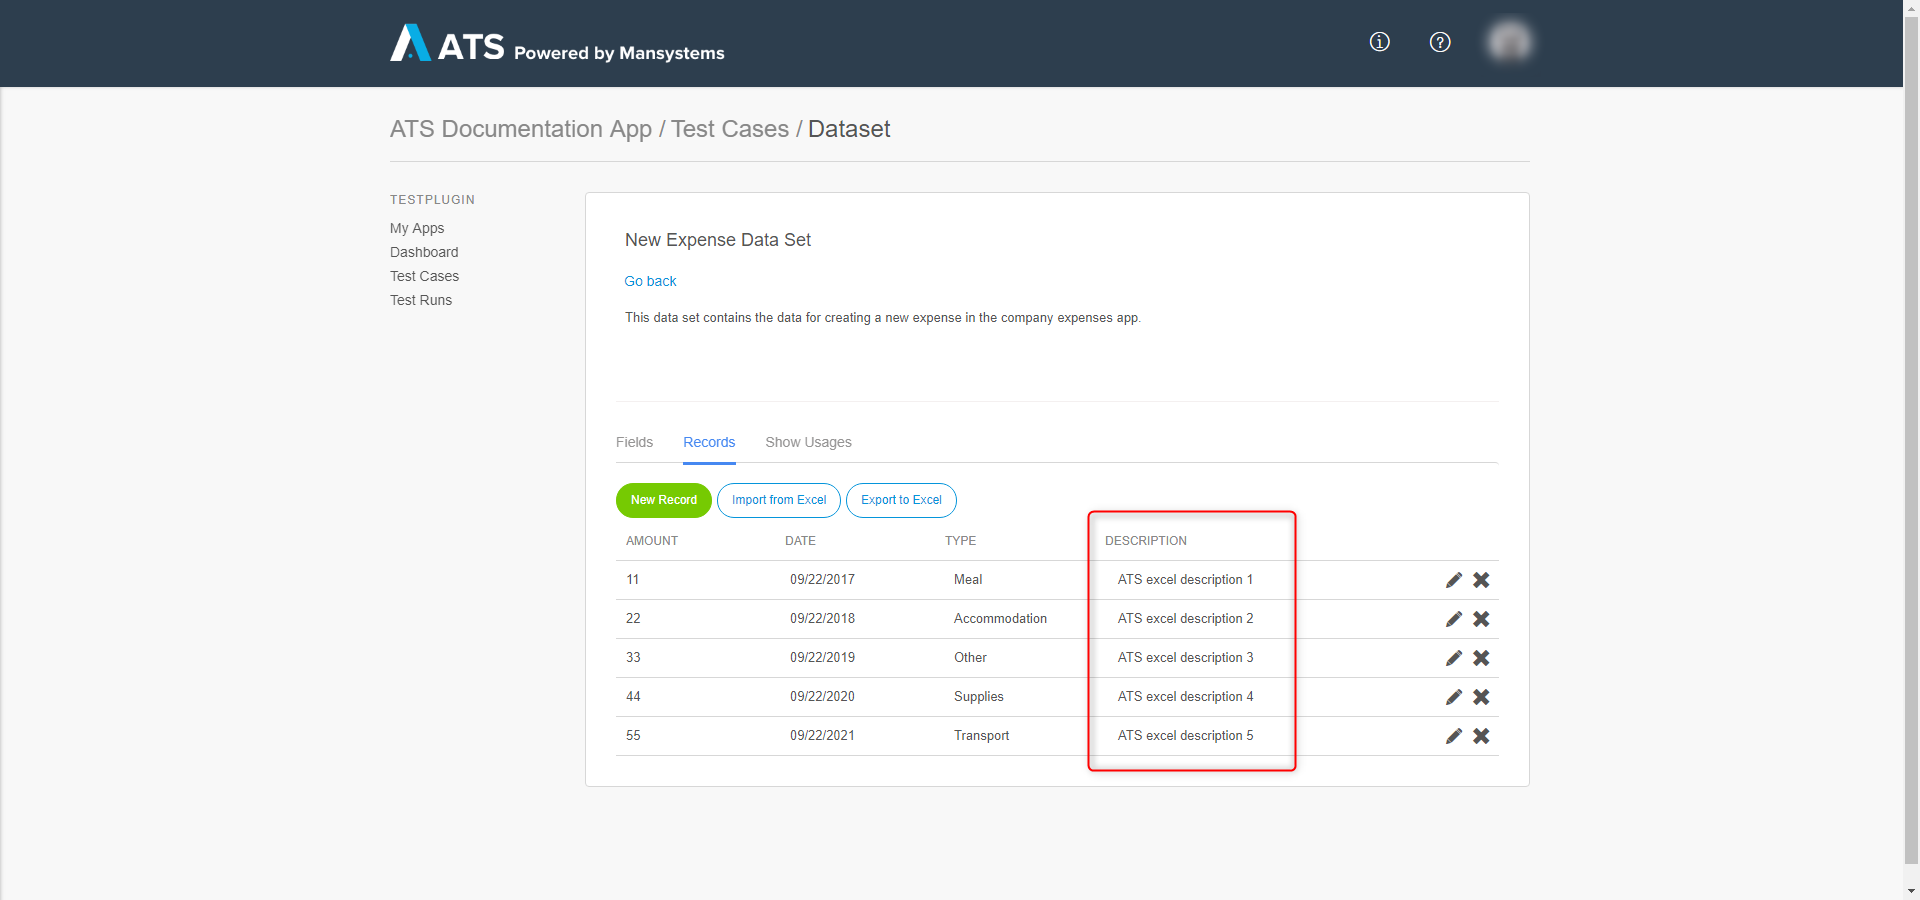 ATS Powered by Mansystems
ATS Documentation App / Test Cases / Dataset
TESTPLUGIN
My Apps
Dashboard
Test Cases
Test Runs
New Expense Data Set
Go back
This data set contains the data for creating a new expense in the company expenses app.
Fields Records Show Usages
New Record Import from Excel Export to Excel
AMOUNT DATE TYPE DESCRIPTION
11 09/22/2017 Meal ATS excel description 1
22 09/22/2018 Accommodation ATS excel description 2
33 09/22/2019 Other ATS excel description 3
44 09/22/2020 Supplies ATS excel description 4
55 09/22/2021 Transport ATS excel description 5